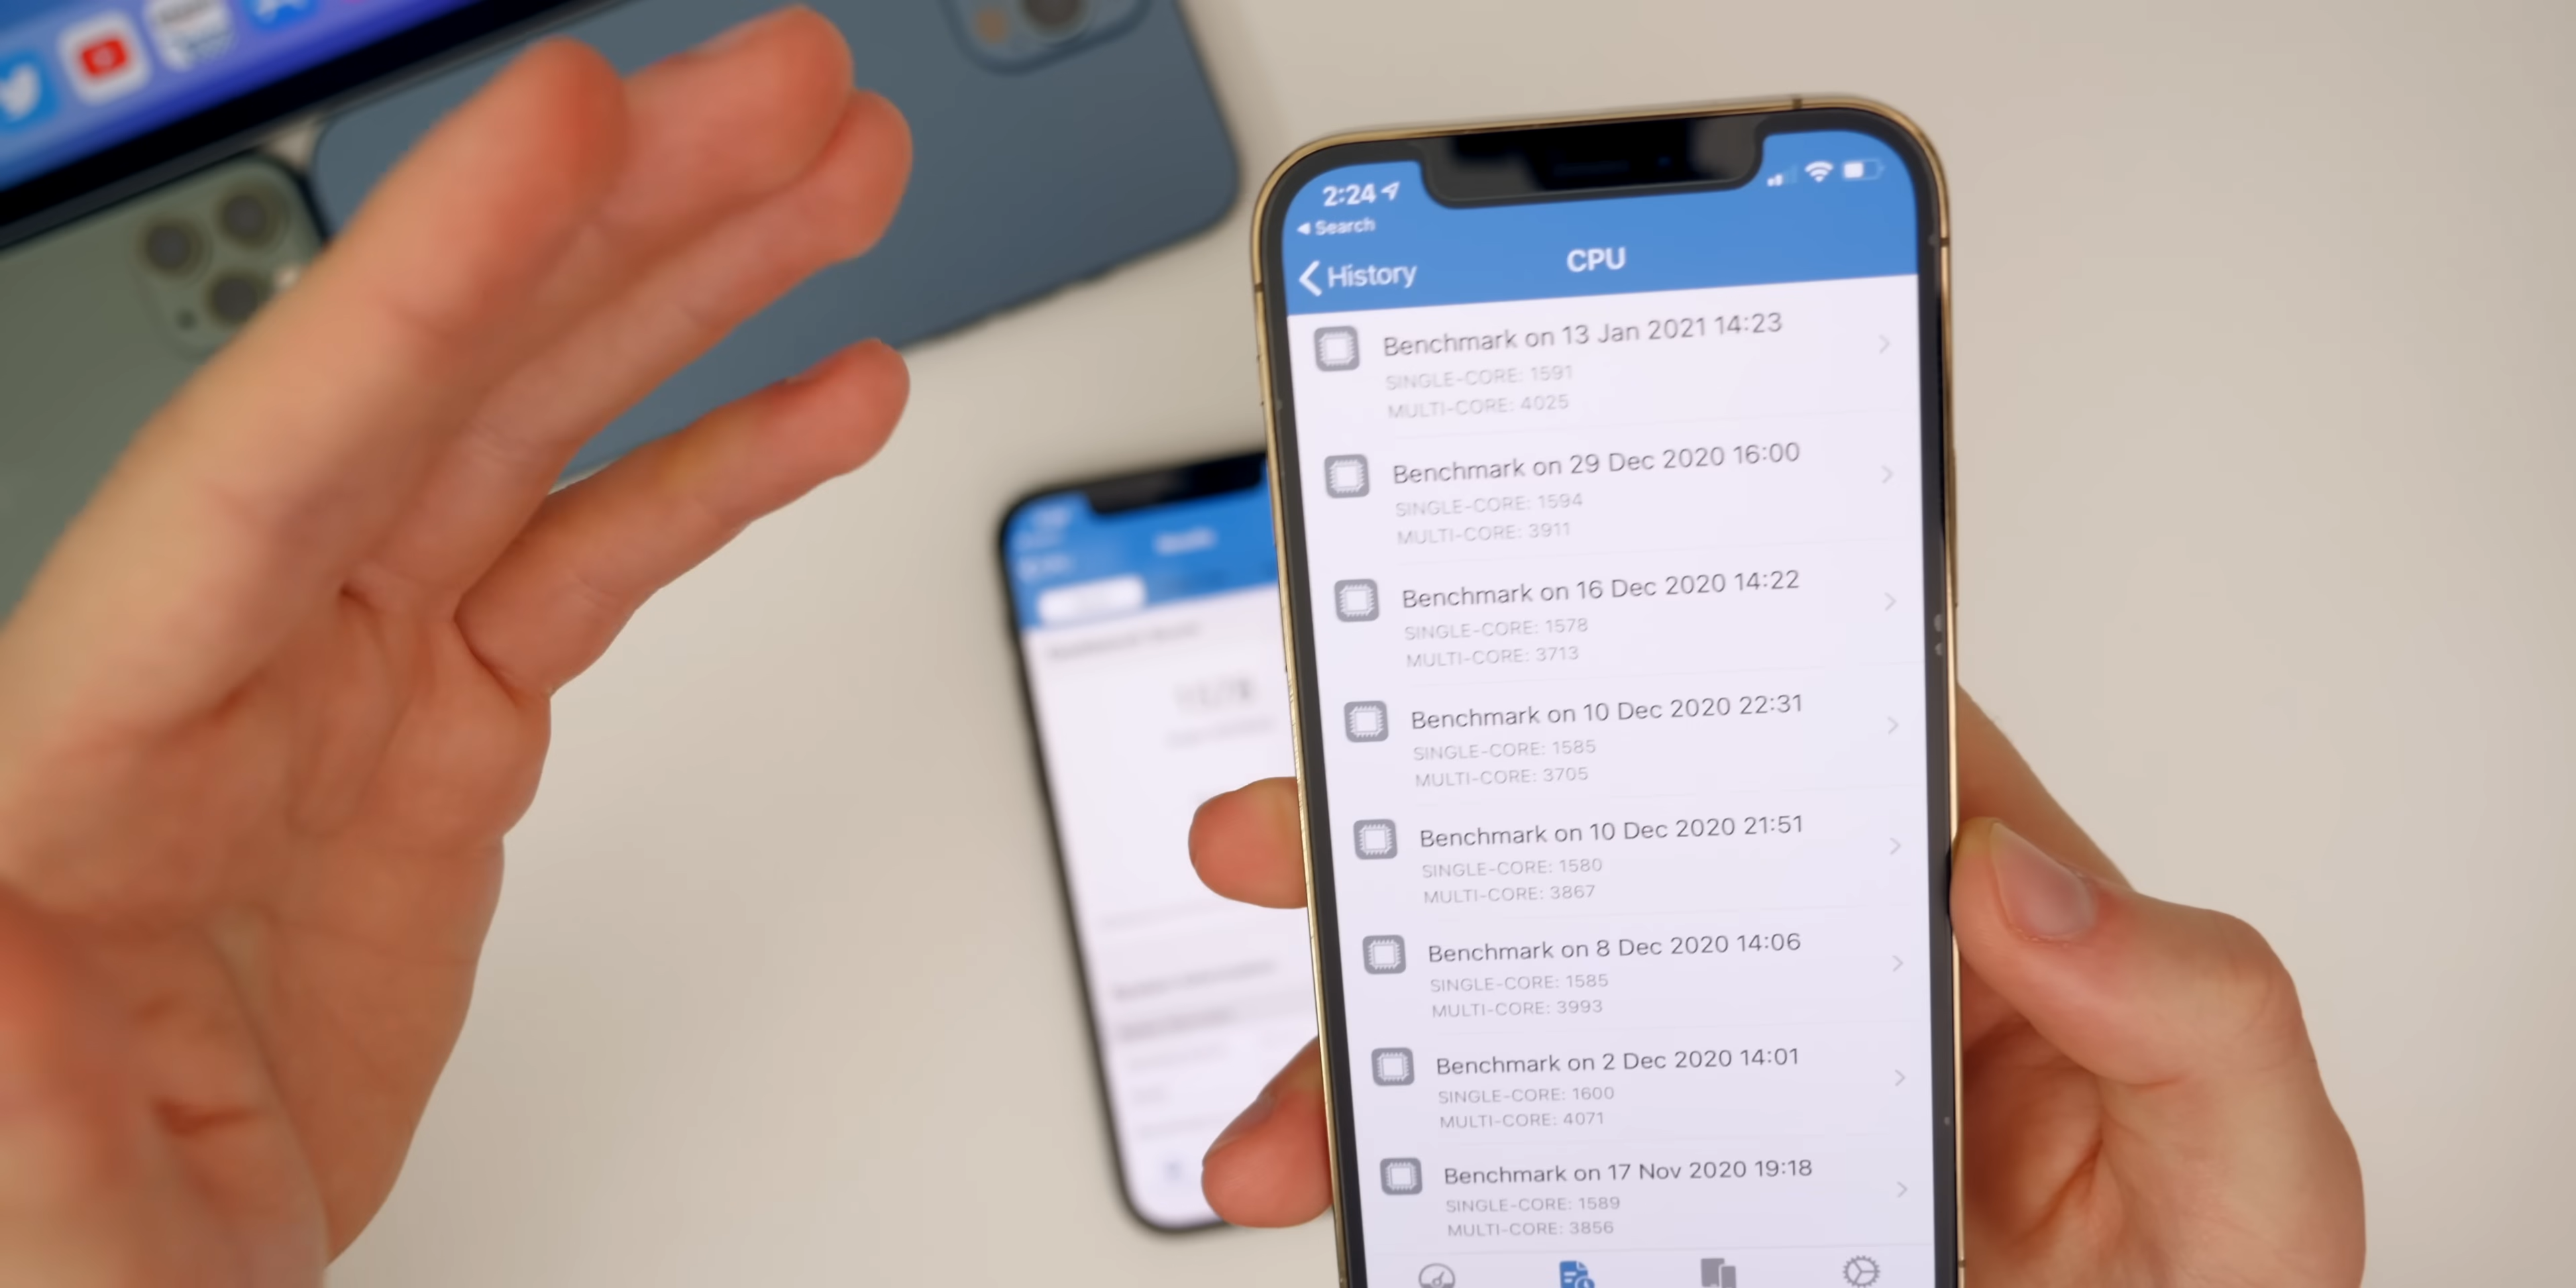 2:24
Search
History
CPU
Benchmark on 13 Jan 2021 14:23
SINGLE-CORE: 1591
MULTI-CORE: 4025
Benchmark on 29 Dec 2020 16:00
SINGLE-CORE: 1594
MULTI-CORE: 3911
Benchmark on 16 Dec 2020 14:22
SINGLE-CORE: 1578
MULTI-CORE: 3713
Benchmark on 10 Dec 2020 22:31
SINGLE-CORE: 1585
MULTI-CORE: 3705
Benchmark on 10 Dec 2020 21:51
SINGLE-CORE: 1580
MULTI-CORE: 3867
Benchmark on 8 Dec 2020 14:06
SINGLE-CORE: 1585
MULTI-CORE: 3993
Benchmark on 2 Dec 2020 14:01
SINGLE-CORE: 1600
MULTI-CORE: 4071
Benchmark on 17 Nov 2020 19:18
SINGLE-CORE: 1589
MULTI-CORE: 3856